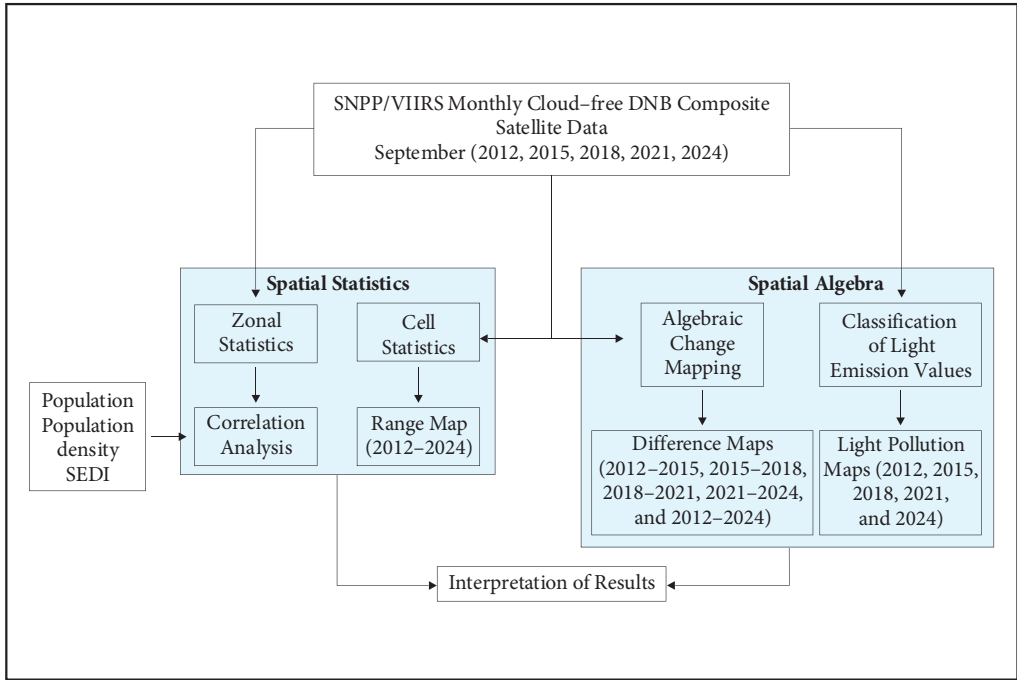 SNPP/VIIRS Monthly Cloud–free DNB Composite
Satellite Data
September (2012, 2015, 2018, 2021, 2024)
Spatial Statistics
Zonal
Statistics
Cell
Statistics
Correlation
Analysis
Range Map
(2012–2024)
Population
Population
density
SEDI
Spatial Algebra
Algebraic
Change
Mapping
Classification
of Light
Emission Values
Difference Maps
(2012–2015, 2015–2018,
2018–2021, 2021–2024,
and 2012–2024)
Light Pollution
Maps (2012, 2015,
2018, 2021,
and 2024)
Interpretation of Results